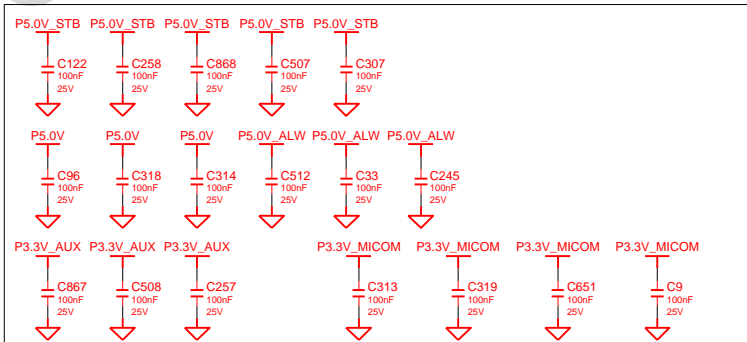 P5.0V_STB P5.0V_STB P5.0V_STB P5.0V_STB P5.0V_STB
C122 C258 C868 C507 C307
100nF 100nF 100nF 100nF 100nF
25V 25V 25V 25V 25V
P5.0V P5.0V P5.0V P5.0V_ALW P5.0V_ALW P5.0V_ALW
C96 C318 C314 C512 C33 C245
100nF 100nF 100nF 100nF 100nF 100nF
25V 25V 25V 25V 25V 25V
P3.3V_AUX P3.3V_AUX P3.3V_AUX P3.3V_MICOM P3.3V_MICOM P3.3V_MICOM P3.3V_MICOM
C867 C508 C257 C313 C319 C651 C9
100nF 100nF 100nF 100nF 100nF 100nF 100nF
25V 25V 25V 25V 25V 25V 25V